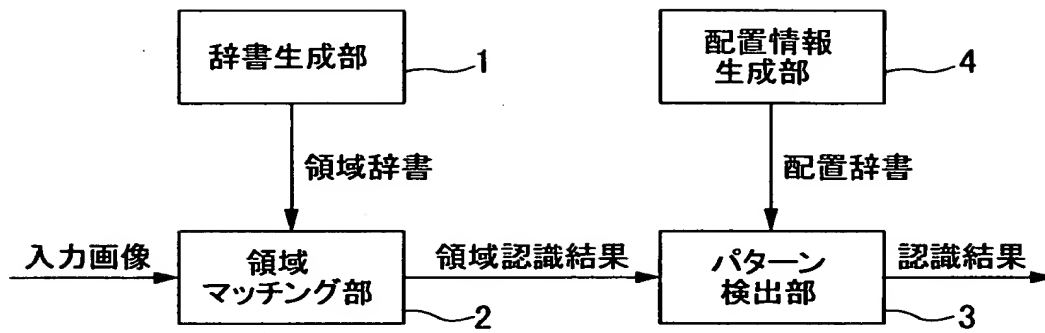 辞書生成部
1
配置情報
生成部
4
領域辞書
配置辞書
入力画像
領域
マッチング部
2
領域認識結果
パターン
検出部
3
認識結果